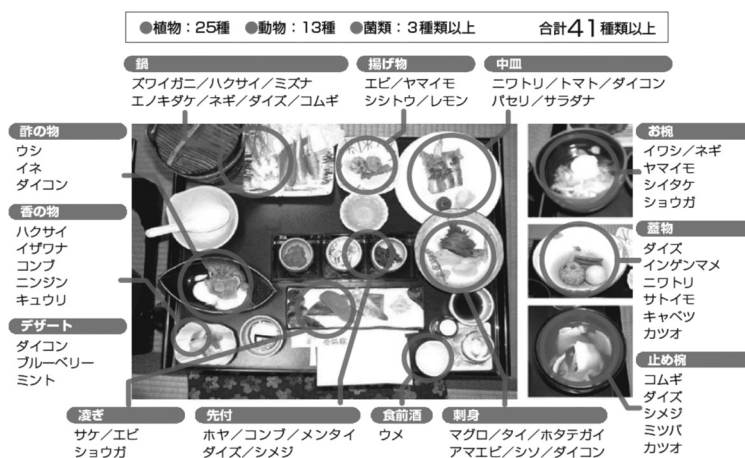 ●植物：25種 ●動物：13種 ●菌類：3種類以上 合計41種類以上
鍋
ズワイガニ／ハクサイ／ミズナ
エノキダケ／ネギ／ダイズ／コムギ
揚げ物
エビ／ヤマイモ
シシトウ／レモン
中皿
ニワトリ／トマト／ダイコン
パセリ／サラダナ
酢の物
ウシ
イネ
ダイコン
香の物
ハクサイ
イザワナ
コンブ
ニンジン
キュウリ
デザート
ダイコン
ブルーベリー
ミント
お椀
イワシ／ネギ
ヤマイモ
シイタケ
ショウガ
蓋物
ダイズ
インゲンマメ
ニワトリ
サトイモ
キャベツ
カツオ
止め椀
コムギ
ダイズ
シメジ
ミツバ
カツオ
凌ぎ
サケ／エビ
ショウガ
先付
ホヤ／コンブ／メンタイ
ダイズ／シメジ
食前酒
ウメ
刺身
マグロ／タイ／ホタテガイ
アマエビ／シソ／ダイコン